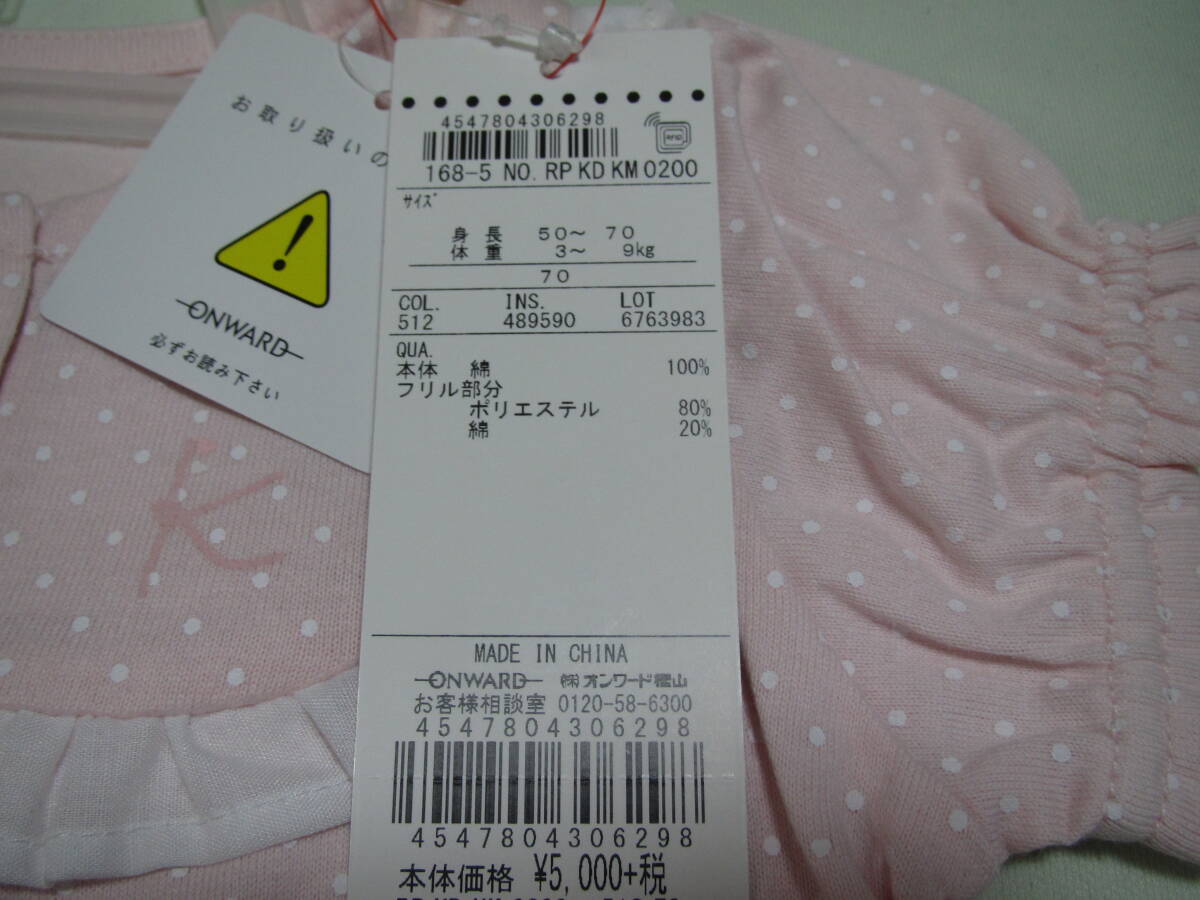 お取り扱いの
ONWARD
必ずお読み下さい
4547804306298
168-5 NO. RP KD KM 0200
サイズ
身長 50～ 70
体重 3～ 9kg
70
COL. INS. LOT
512 489590 6763983
QUA.
本体 綿 100%
フリル部分
ポリエステル 80%
綿 20%
MADE IN CHINA
ONWARD ㈱オンワード樫山
お客様相談室 0120-58-6300
4547804306298
4547804306298
本体価格 ¥5,000+税
K